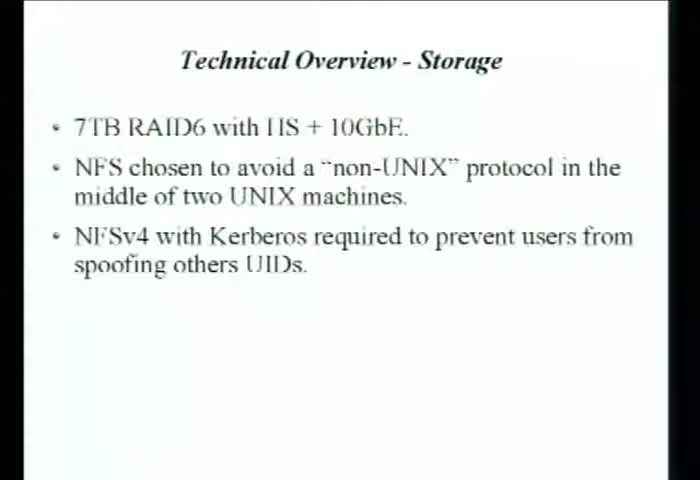 Technical Overview - Storage
• 7TB RAID6 with HS + 10GbE.
• NFS chosen to avoid a "non-UNIX" protocol in the
middle of two UNIX machines.
• NFSv4 with Kerberos required to prevent users from
spoofing others UIDs.